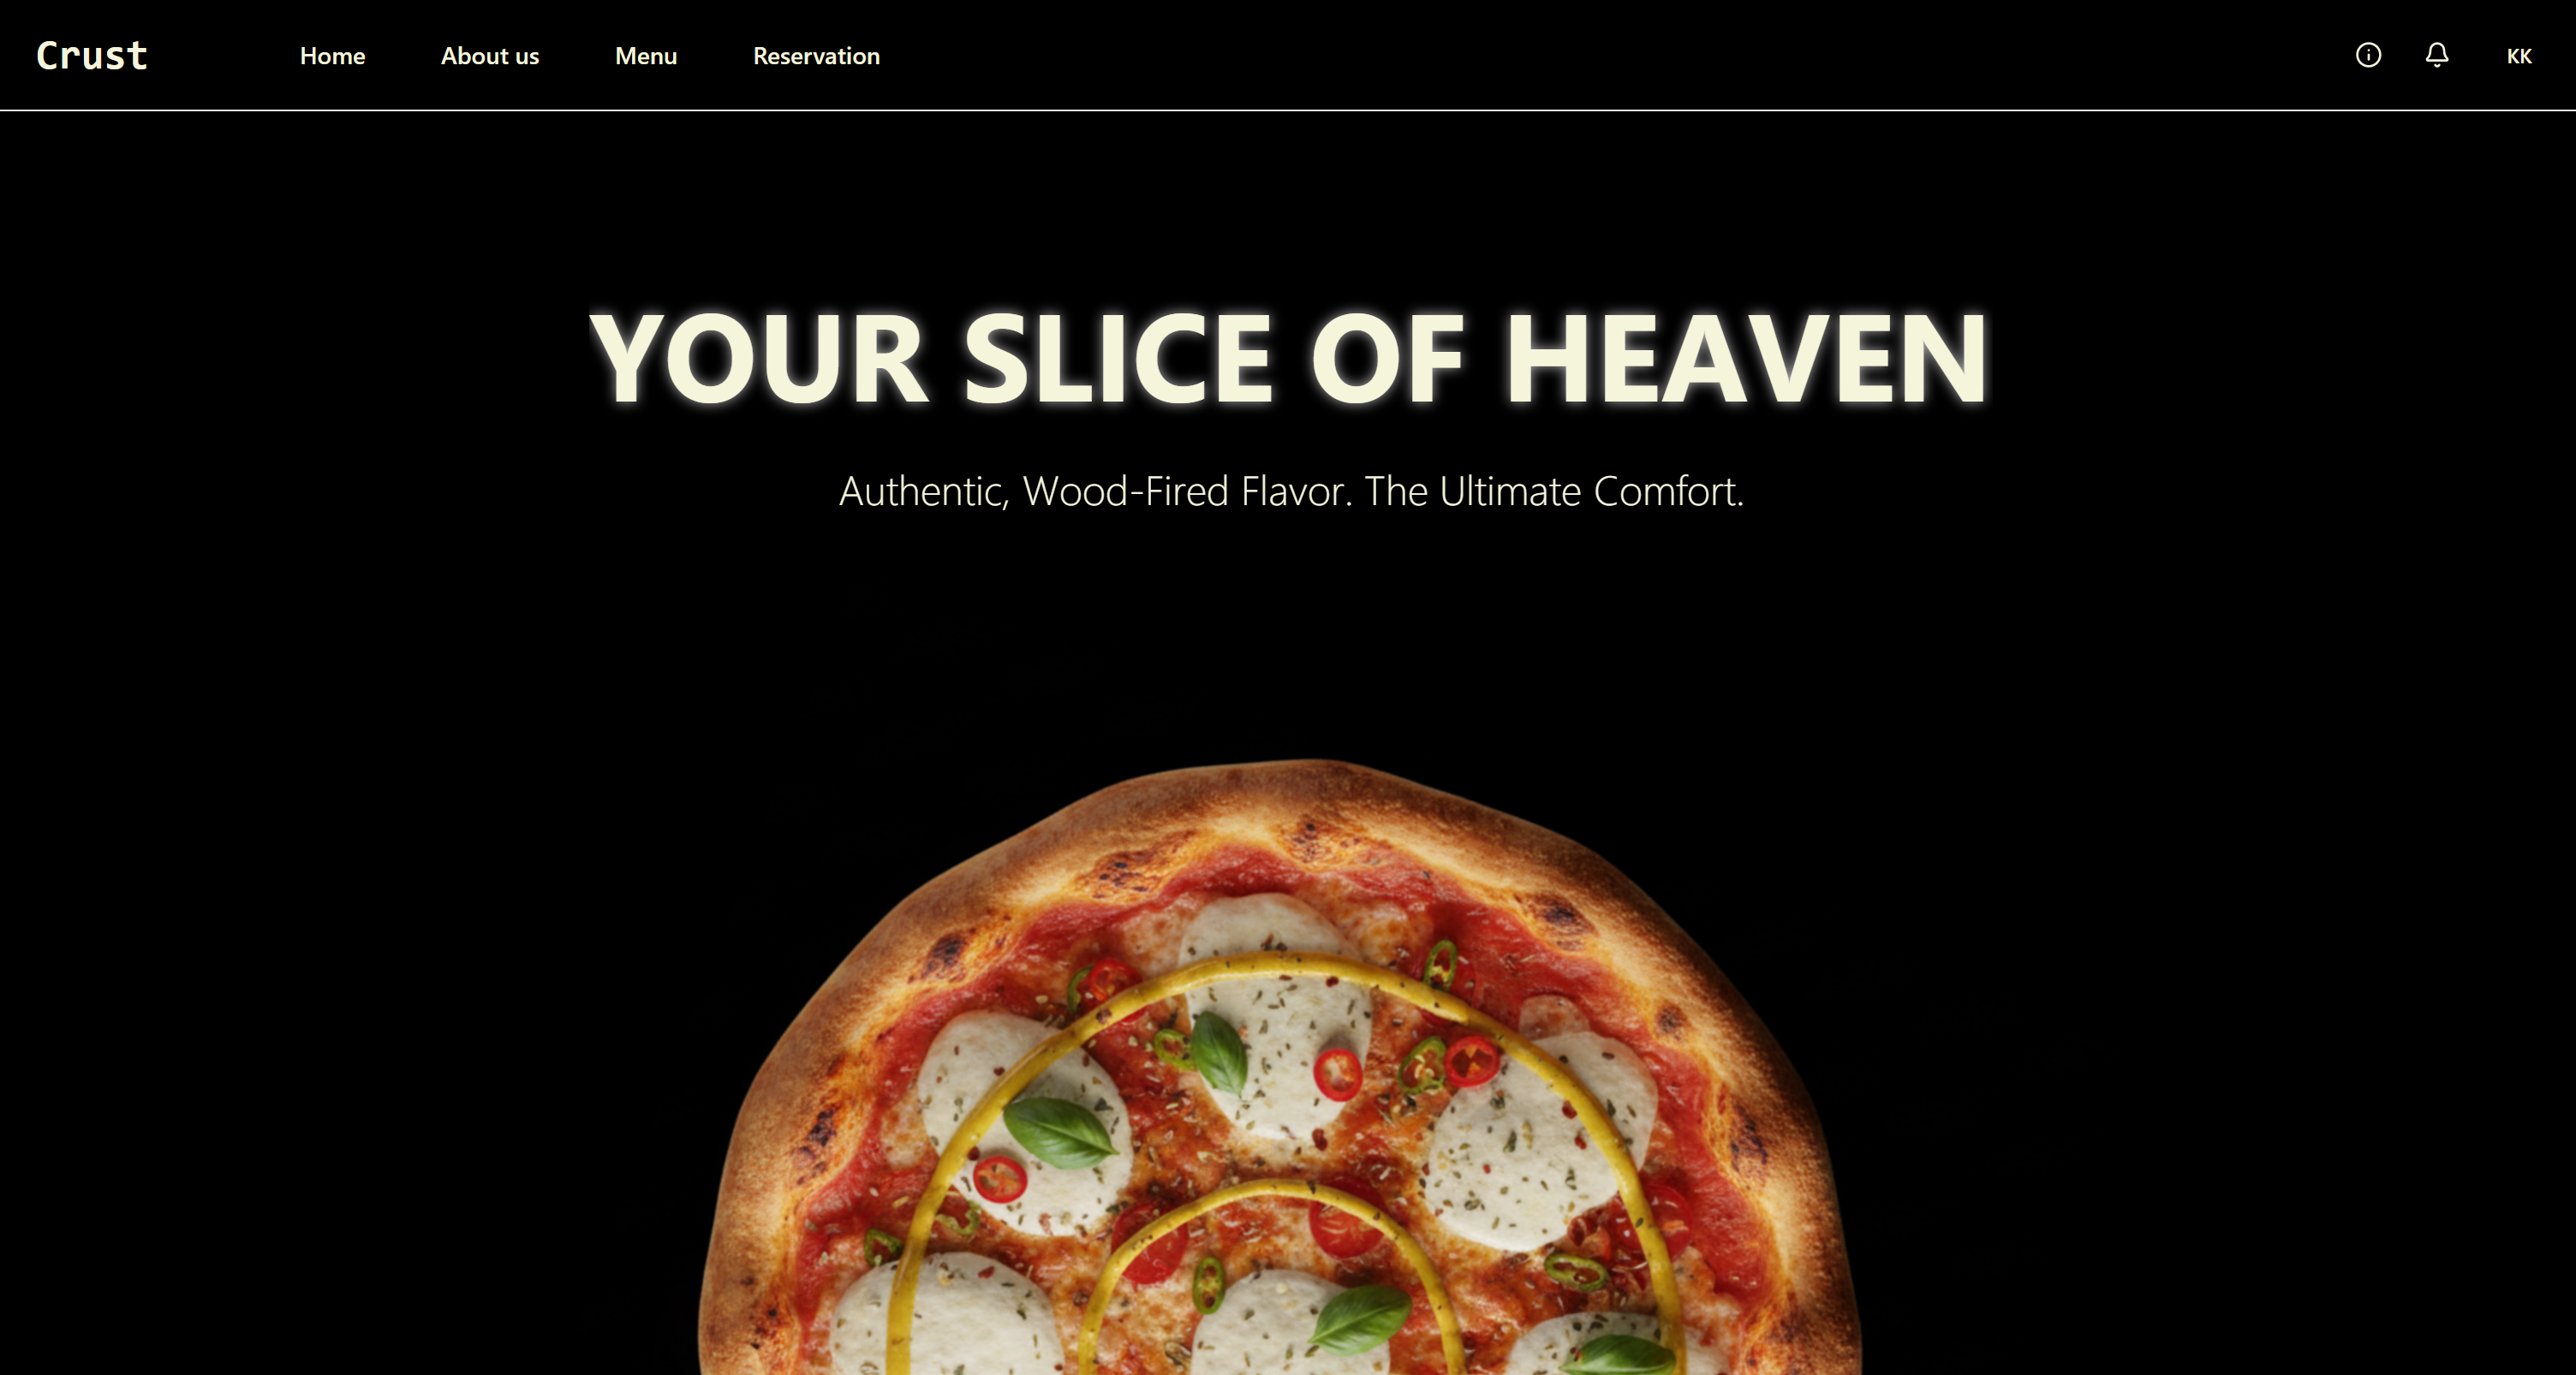 Crust
Home
About us
Menu
Reservation
KK
YOUR SLICE OF HEAVEN
Authentic, Wood-Fired Flavor. The Ultimate Comfort.